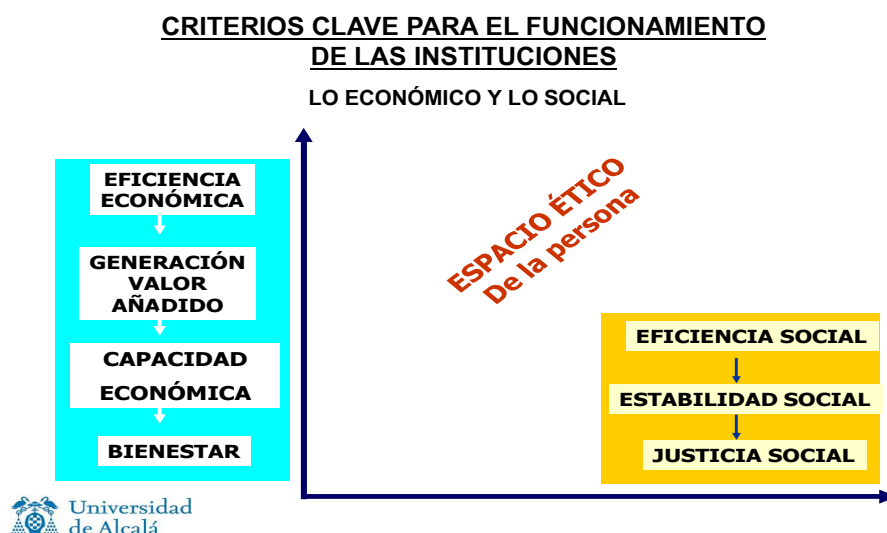 CRITERIOS CLAVE PARA EL FUNCIONAMIENTO
DE LAS INSTITUCIONES
LO ECONÓMICO Y LO SOCIAL
EFICIENCIA
ECONÓMICA
GENERACIÓN
VALOR
AÑADIDO
CAPACIDAD
ECONÓMICA
BIENESTAR
ESPACIO ÉTICO
De la persona
EFICIENCIA SOCIAL
ESTABILIDAD SOCIAL
JUSTICIA SOCIAL
Universidad
de Alcalá